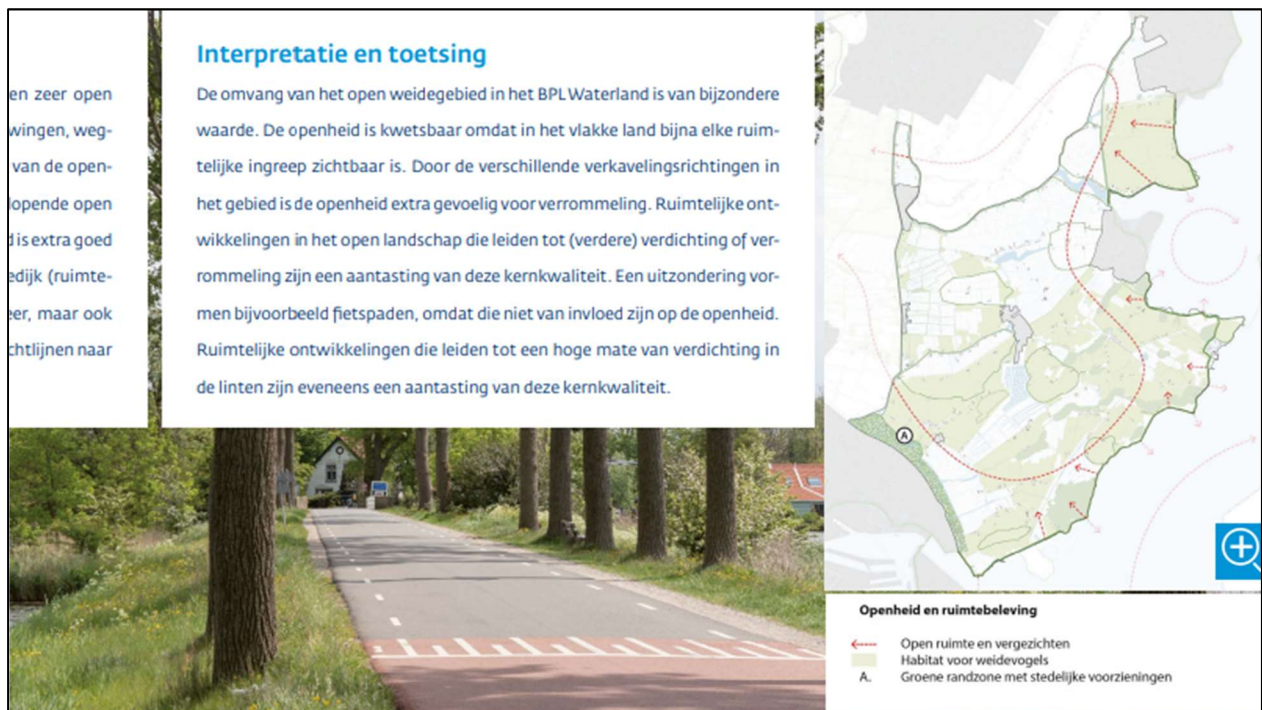 en zeer open
wingen, weg-
van de open-
lopende open
d is extra goed
edijk (ruimte-
eer, maar ook
chtlijnen naar
Interpretatie en toetsing
De omvang van het open weidegebied in het BPL Waterland is van bijzondere
waarde. De openheid is kwetsbaar omdat in het vlakke land bijna elke ruim-
telijke ingreep zichtbaar is. Door de verschillende verkavelingsrichtingen in
het gebied is de openheid extra gevoelig voor verrommeling. Ruimtelijke ont-
wikkelingen in het open landschap die leiden tot (verdere) verdichting of ver-
rommeling zijn een aantasting van deze kernkwaliteit. Een uitzondering vor-
men bijvoorbeeld fietspaden, omdat die niet van invloed zijn op de openheid.
Ruimtelijke ontwikkelingen die leiden tot een hoge mate van verdichting in
de linten zijn eveneens een aantasting van deze kernkwaliteit.
A
Openheid en ruimtebeleving
Open ruimte en vergezichten
Habitat voor weidevogels
A. Groene randzone met stedelijke voorzieningen